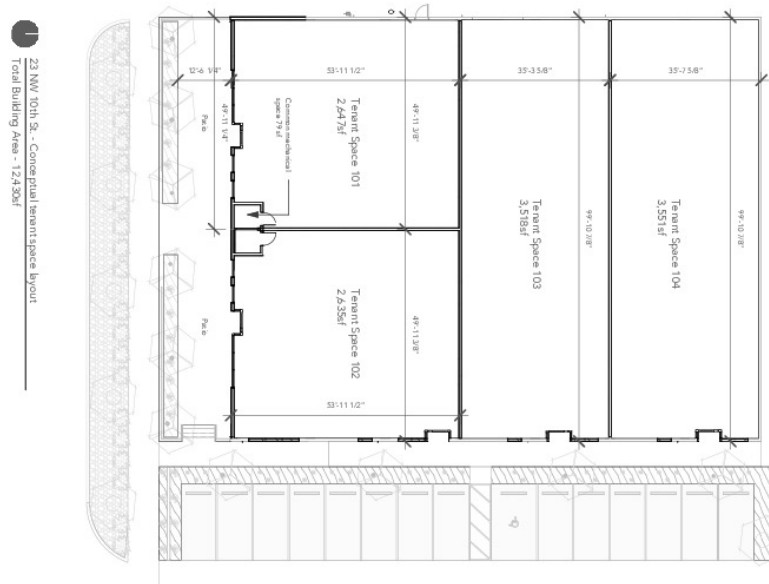 23 NW 10th St. - Conceptual tenant space layout
Total Building Area - 12,430sf
12'-6 1/4"
53'-11 1/2"
35'-3 5/8"
35'-7 5/8"
Patio
49'-11 1/4"
Common mechanical
space 79 sf
Tenant Space 101
2,647sf
49'-11 3/8"
Tenant Space 103
3,518sf
99'-10 7/8"
Tenant Space 104
3,551sf
99'-10 7/8"
Patio
Tenant Space 102
2,635sf
49'-11 3/8"
53'-11 1/2"